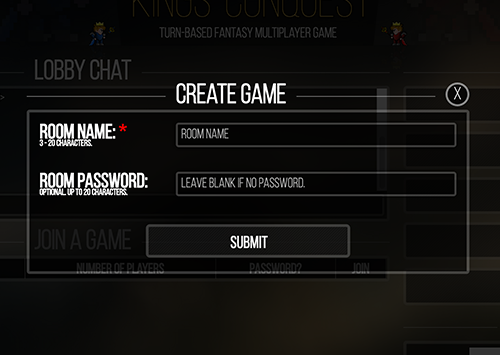 KINGS CONQUEST
TURN-BASED FANTASY MULTIPLAYER GAME
LOBBY CHAT
CREATE GAME
X
ROOM NAME: *
3 - 20 CHARACTERS.
ROOM NAME
ROOM PASSWORD:
OPTIONAL. UP TO 20 CHARACTERS.
LEAVE BLANK IF NO PASSWORD.
JOIN A GAME
SUBMIT
NUMBER OF PLAYERS
PASSWORD?
JOIN